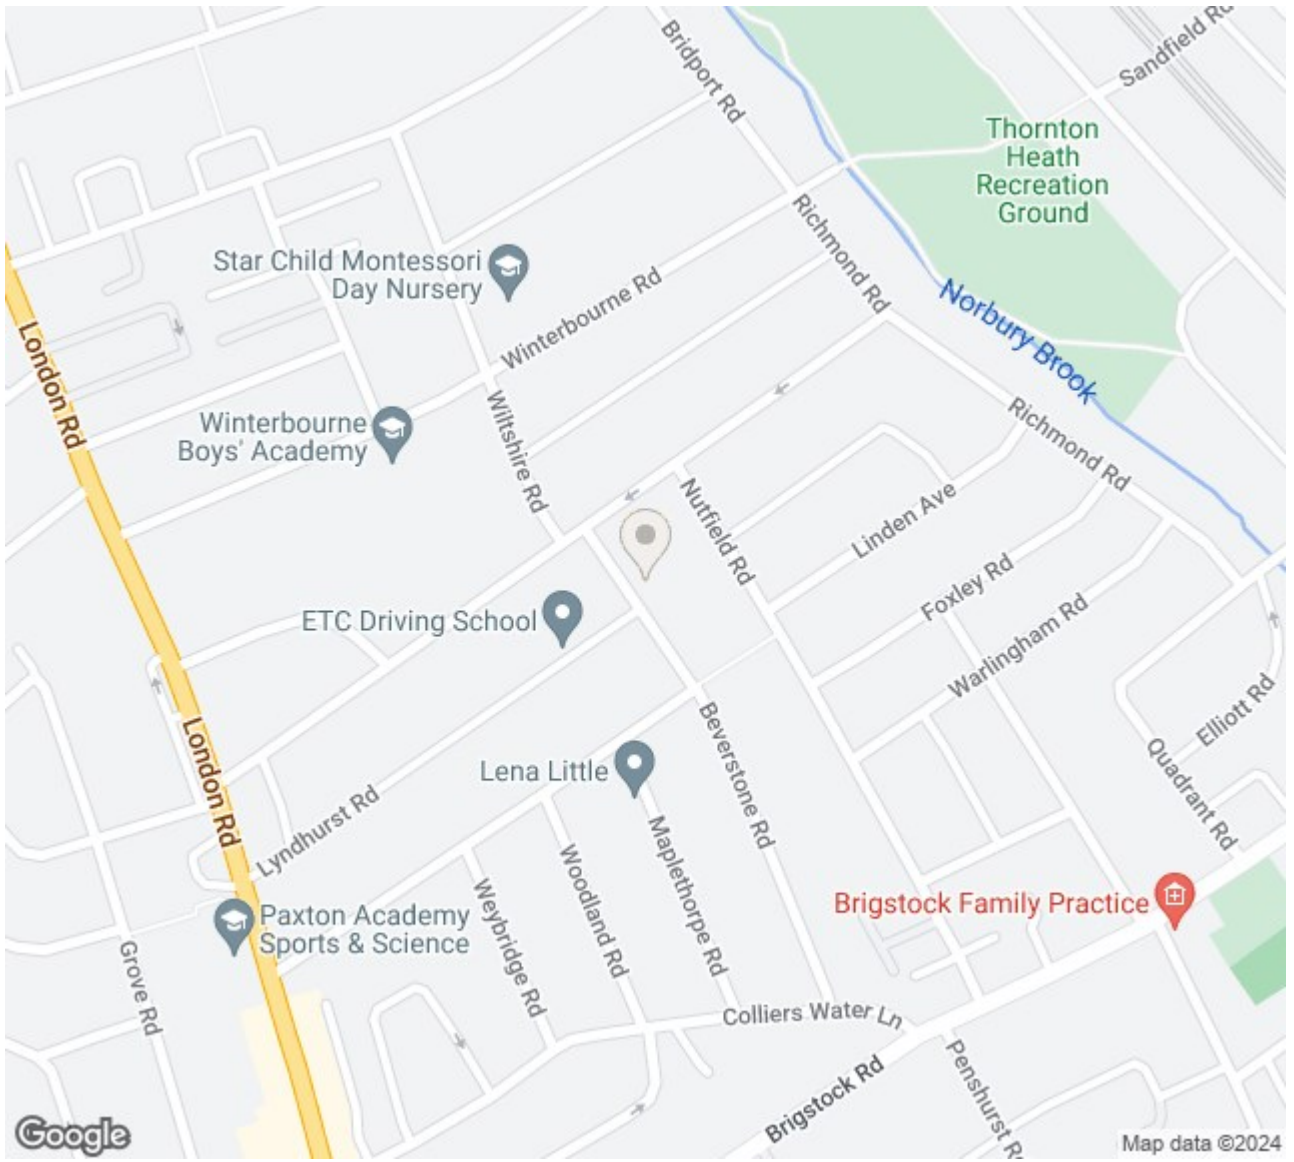 Bridport Rd
Sandfield Rd
Thornton
Heath
Recreation
Ground
Richmond Rd
Star Child Montessori
Day Nursery
Winterbourne Rd
Norbury Brook
London Rd
Winterbourne
Boys' Academy
Wiltshire Rd
Richmond Rd
Nutfield Rd
Linden Ave
Foxley Rd
ETC Driving School
Warlingham Rd
Elliott Rd
London Rd
Beverstone Rd
Quadrant Rd
Lena Little
Lyndhurst Rd
Maplethorpe Rd
Woodland Rd
Weybridge Rd
Brigstock Family Practice
Paxton Academy
Sports & Science
Grove Rd
Colliers Water Ln
Penshurst Rd
Brigstock Rd
Google
Map data ©2024